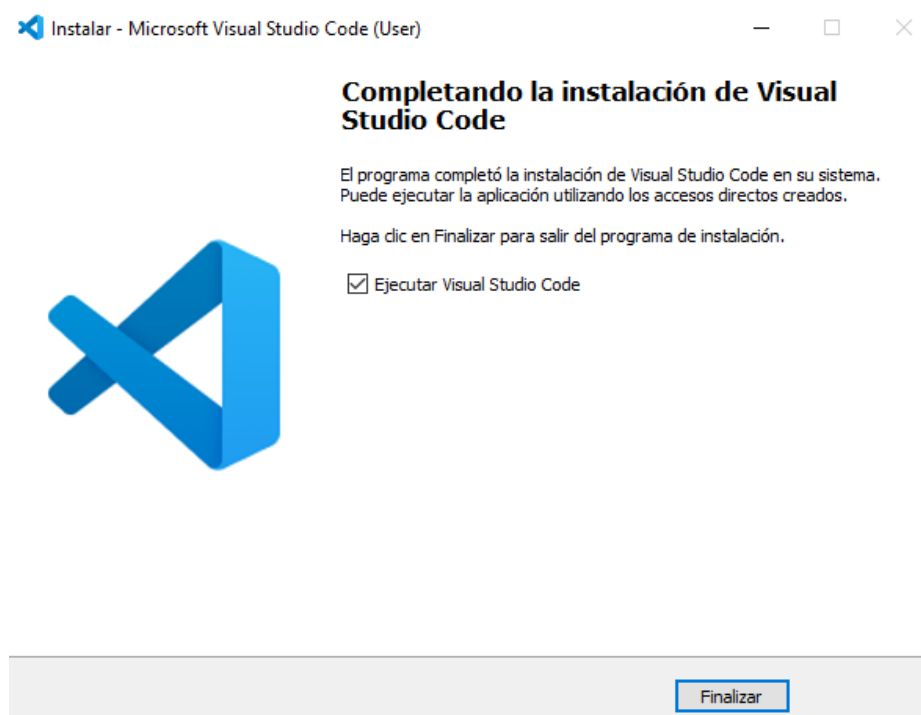 Instalar - Microsoft Visual Studio Code (User)
Completando la instalación de Visual
Studio Code
El programa completó la instalación de Visual Studio Code en su sistema.
Puede ejecutar la aplicación utilizando los accesos directos creados.
Haga clic en Finalizar para salir del programa de instalación.
Ejecutar Visual Studio Code
Finalizar